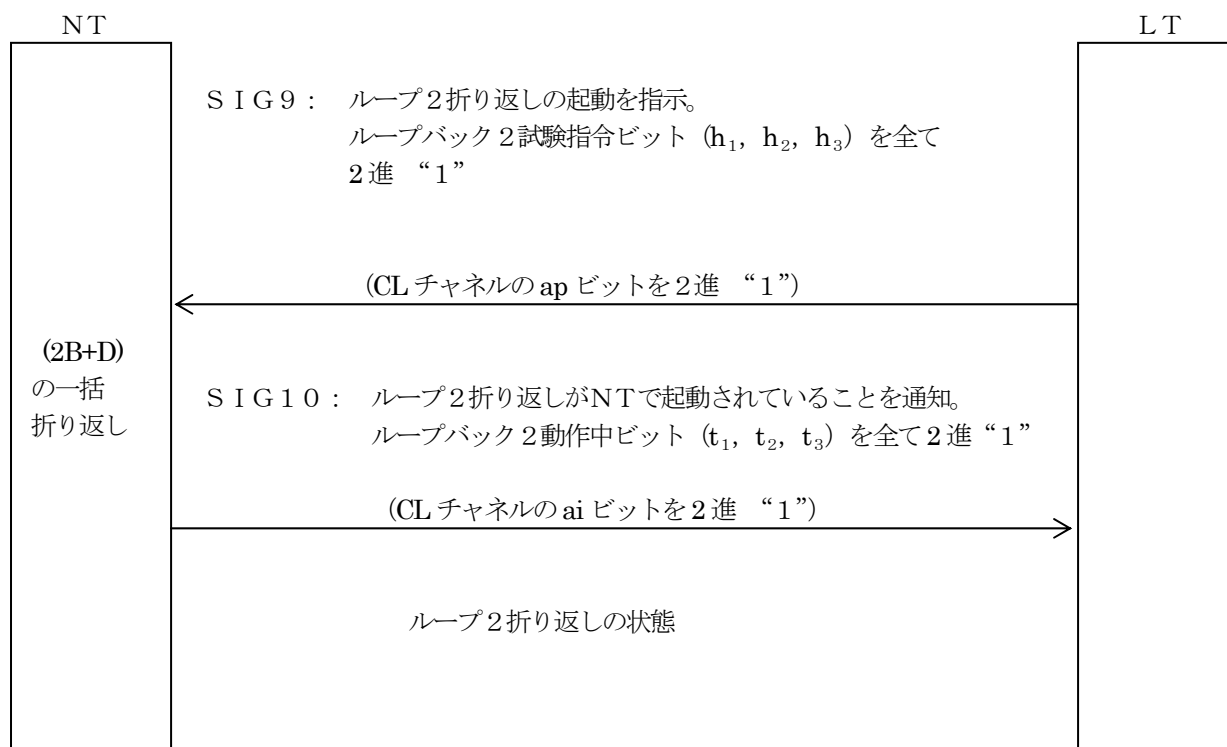 ＮＴ
ＬＴ
ＳＩＧ９： ループ２折り返しの起動を指示。
ループバック２試験指令ビット（h₁，h₂，h₃）を全て
２進 “１”
（CL チャネルの ap ビットを２進 “１”）
(2B+D)
の一括
折り返し
ＳＩＧ１０： ループ２折り返しがＮＴで起動されていることを通知。
ループバック２動作中ビット（t₁，t₂，t₃）を全て２進“１”
（CL チャネルの ai ビットを２進 “１”）
ループ２折り返しの状態